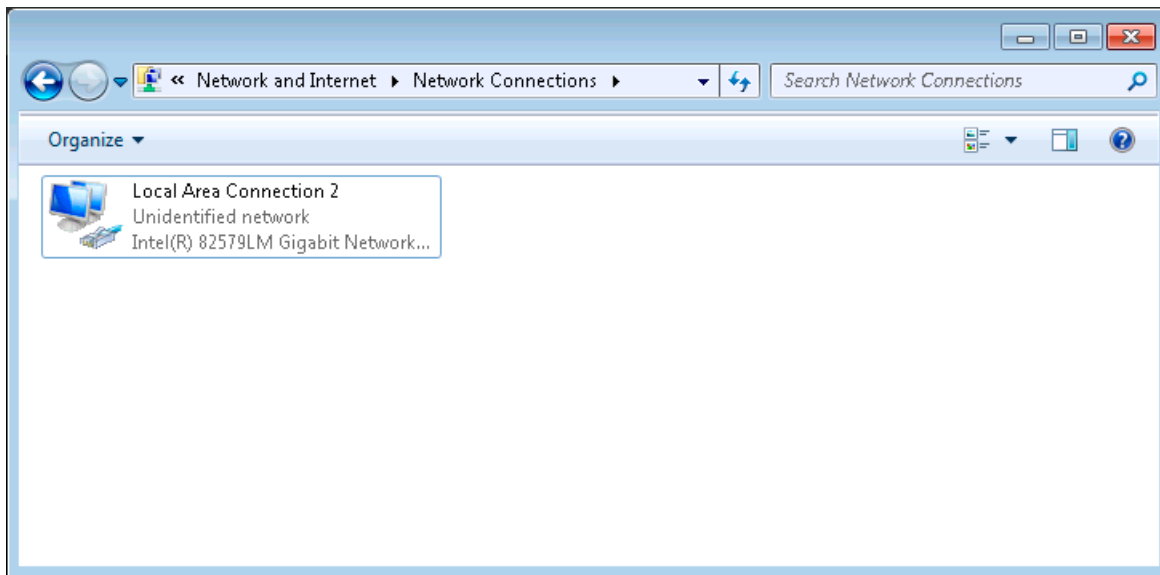 « Network and Internet ▸ Network Connections ▸
Search Network Connections
Organize
Local Area Connection 2
Unidentified network
Intel(R) 82579LM Gigabit Network...